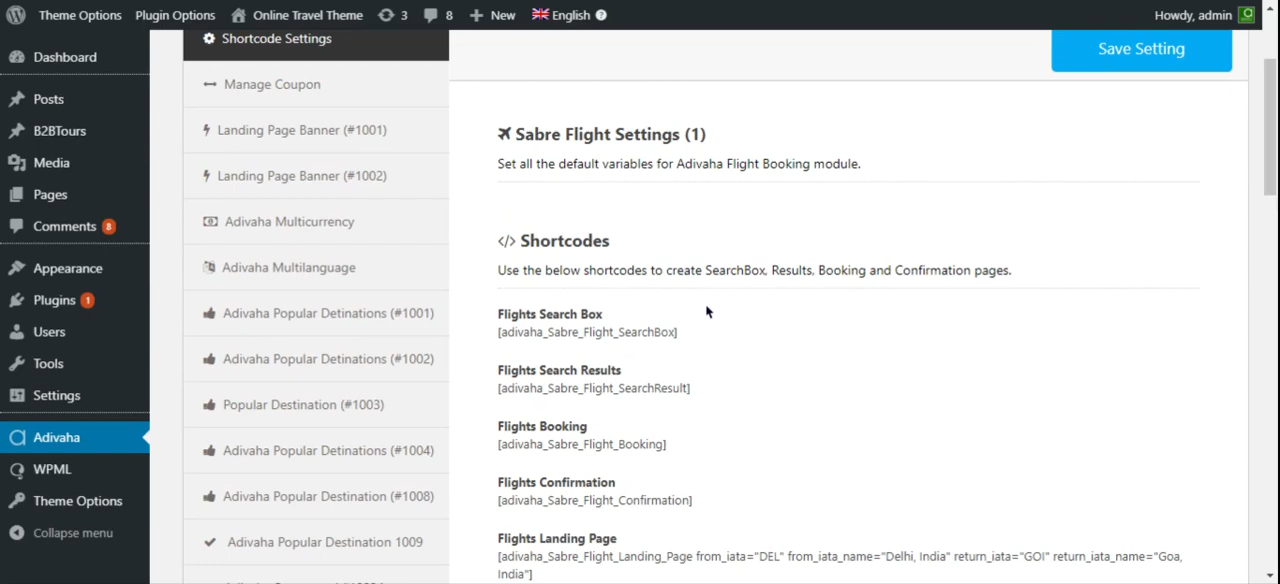 Theme Options Plugin Options Online Travel Theme 3 8 New English Howdy, admin
Dashboard
Posts
B2BTours
Media
Pages
Comments 8
Appearance
Plugins 1
Users
Tools
Settings
Adivaha
WPML
Theme Options
Collapse menu
Shortcode Settings
Manage Coupon
Landing Page Banner (#1001)
Landing Page Banner (#1002)
Adivaha Multicurrency
Adivaha Multilanguage
Adivaha Popular Detinations (#1001)
Adivaha Popular Detinations (#1002)
Popular Destination (#1003)
Adivaha Popular Detinations (#1004)
Adivaha Popular Destination (#1008)
Adivaha Popular Destination 1009
Save Setting
Sabre Flight Settings (1)
Set all the default variables for Adivaha Flight Booking module.
</> Shortcodes
Use the below shortcodes to create SearchBox, Results, Booking and Confirmation pages.
Flights Search Box
[adivaha_Sabre_Flight_SearchBox]
Flights Search Results
[adivaha_Sabre_Flight_SearchResult]
Flights Booking
[adivaha_Sabre_Flight_Booking]
Flights Confirmation
[adivaha_Sabre_Flight_Confirmation]
Flights Landing Page
[adivaha_Sabre_Flight_Landing_Page from_iata="DEL" from_iata_name="Delhi, India" return_iata="GOI" return_iata_name="Goa,
India"]